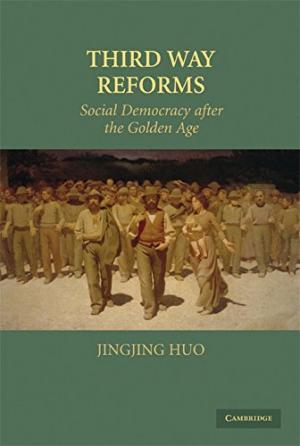 THIRD WAY
REFORMS
Social Democracy after
the Golden Age
JINGJING HUO
CAMBRIDGE